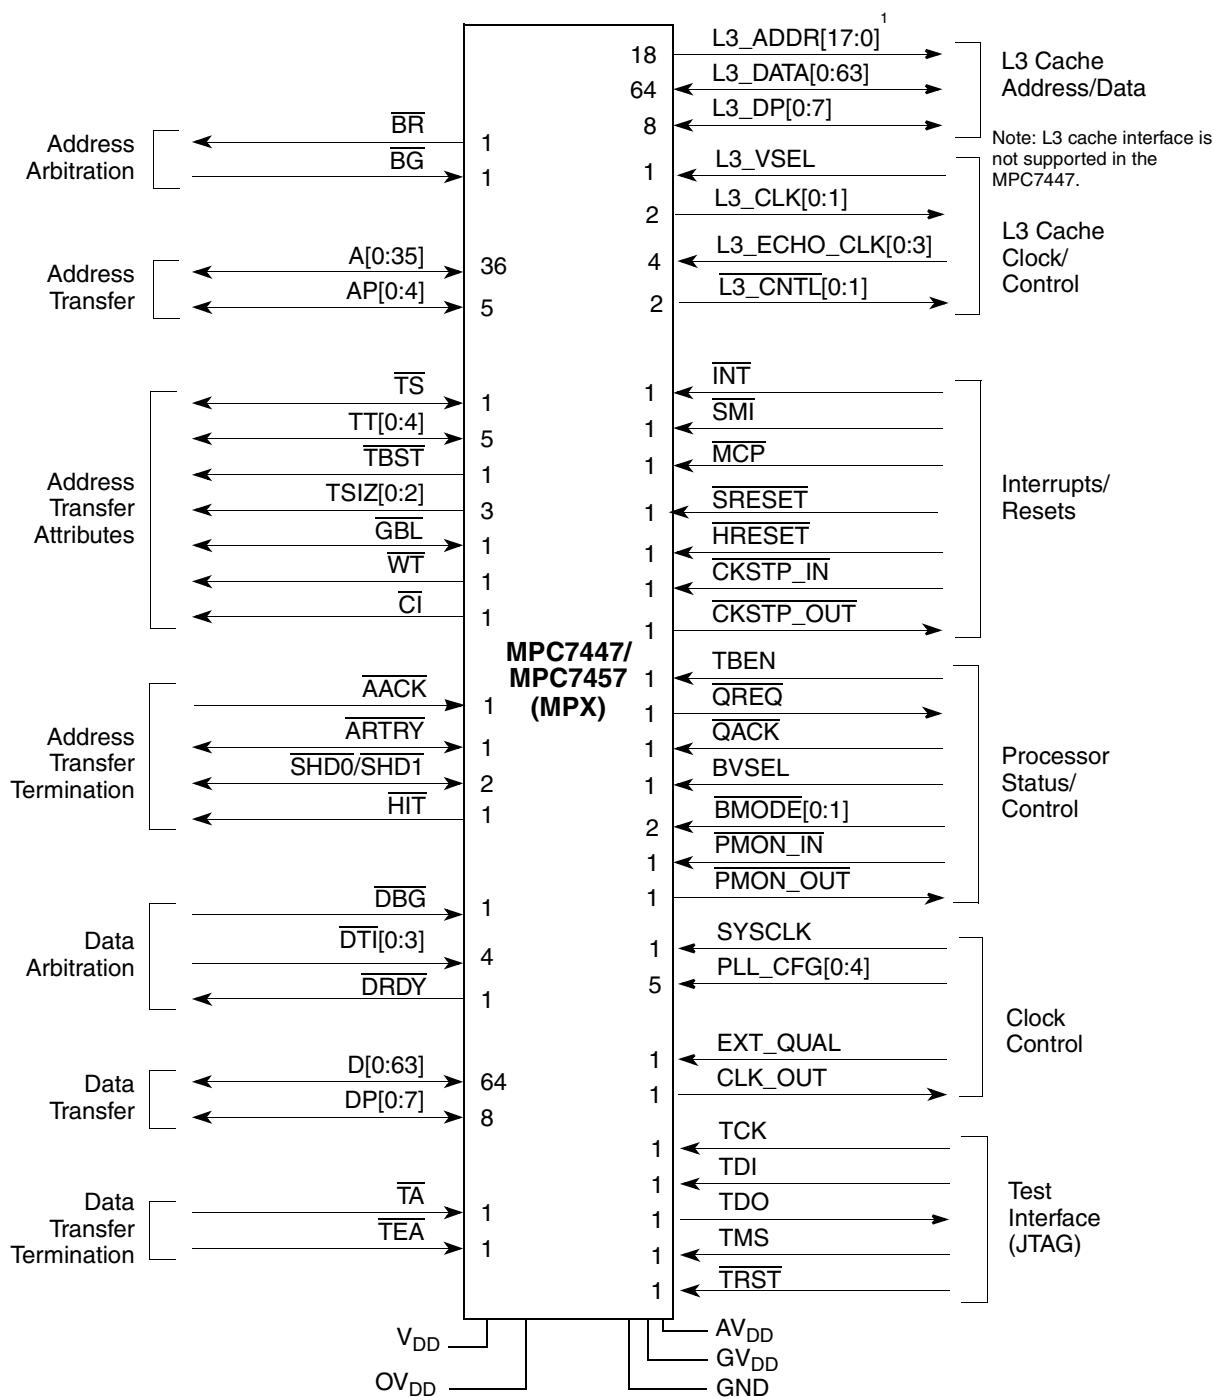 1
18 L3_ADDR[17:0]
64 L3_DATA[0:63]
8 L3_DP[0:7]
L3 Cache
Address/Data
Note: L3 cache interface is
not supported in the
MPC7447.
1 L3_VSEL
2 L3_CLK[0:1]
4 L3_ECHO_CLK[0:3]
2 L3_CNTL[0:1]
L3 Cache
Clock/
Control
Address
Arbitration
BR 1
BG 1
Address
Transfer
A[0:35] 36
AP[0:4] 5
Address
Transfer
Attributes
TS 1
TT[0:4] 5
TBST 1
TSIZ[0:2] 3
GBL 1
WT 1
CI 1
1 INT
1 SMI
1 MCP
1 SRESET
1 HRESET
1 CKSTP_IN
1 CKSTP_OUT
Interrupts/
Resets
MPC7447/
MPC7457
(MPX)
Address
Transfer
Termination
AACK 1
ARTRY 1
SHD0/SHD1 2
HIT 1
1 TBEN
1 QREQ
1 QACK
1 BVSEL
2 BMODE[0:1]
1 PMON_IN
1 PMON_OUT
Processor
Status/
Control
Data
Arbitration
DBG 1
DTI[0:3] 4
DRDY 1
1 SYSCLK
5 PLL_CFG[0:4]
1 EXT_QUAL
1 CLK_OUT
Clock
Control
Data
Transfer
D[0:63] 64
DP[0:7] 8
Data
Transfer
Termination
TA 1
TEA 1
1 TCK
1 TDI
1 TDO
1 TMS
1 TRST
Test
Interface
(JTAG)
VDD
OVDD
AVDD
GVDD
GND